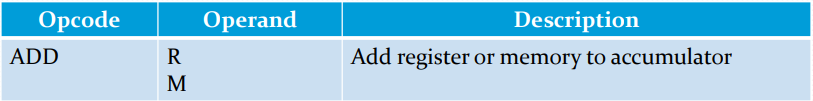 Opcode Operand Description
ADD R Add register or memory to accumulator
M